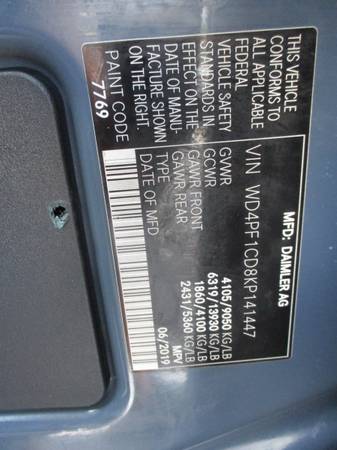 MFD: DAIMLER AG
VIN WD4PF1CD8KP141447
GVWR 4105/9050 KG/LB
GCWR 6319/13930 KG/LB
GAWR FRONT 1860/4100 KG/LB
GAWR REAR 2431/5360 KG/LB
TYPE MPV
DATE OF MFD 06/2019
THIS VEHICLE
CONFORMS TO
ALL APPLICABLE
FEDERAL
VEHICLE SAFETY
STANDARDS IN
EFFECT ON THE
DATE OF MANU-
FACTURE SHOWN
ON THE RIGHT.
PAINT CODE
7769